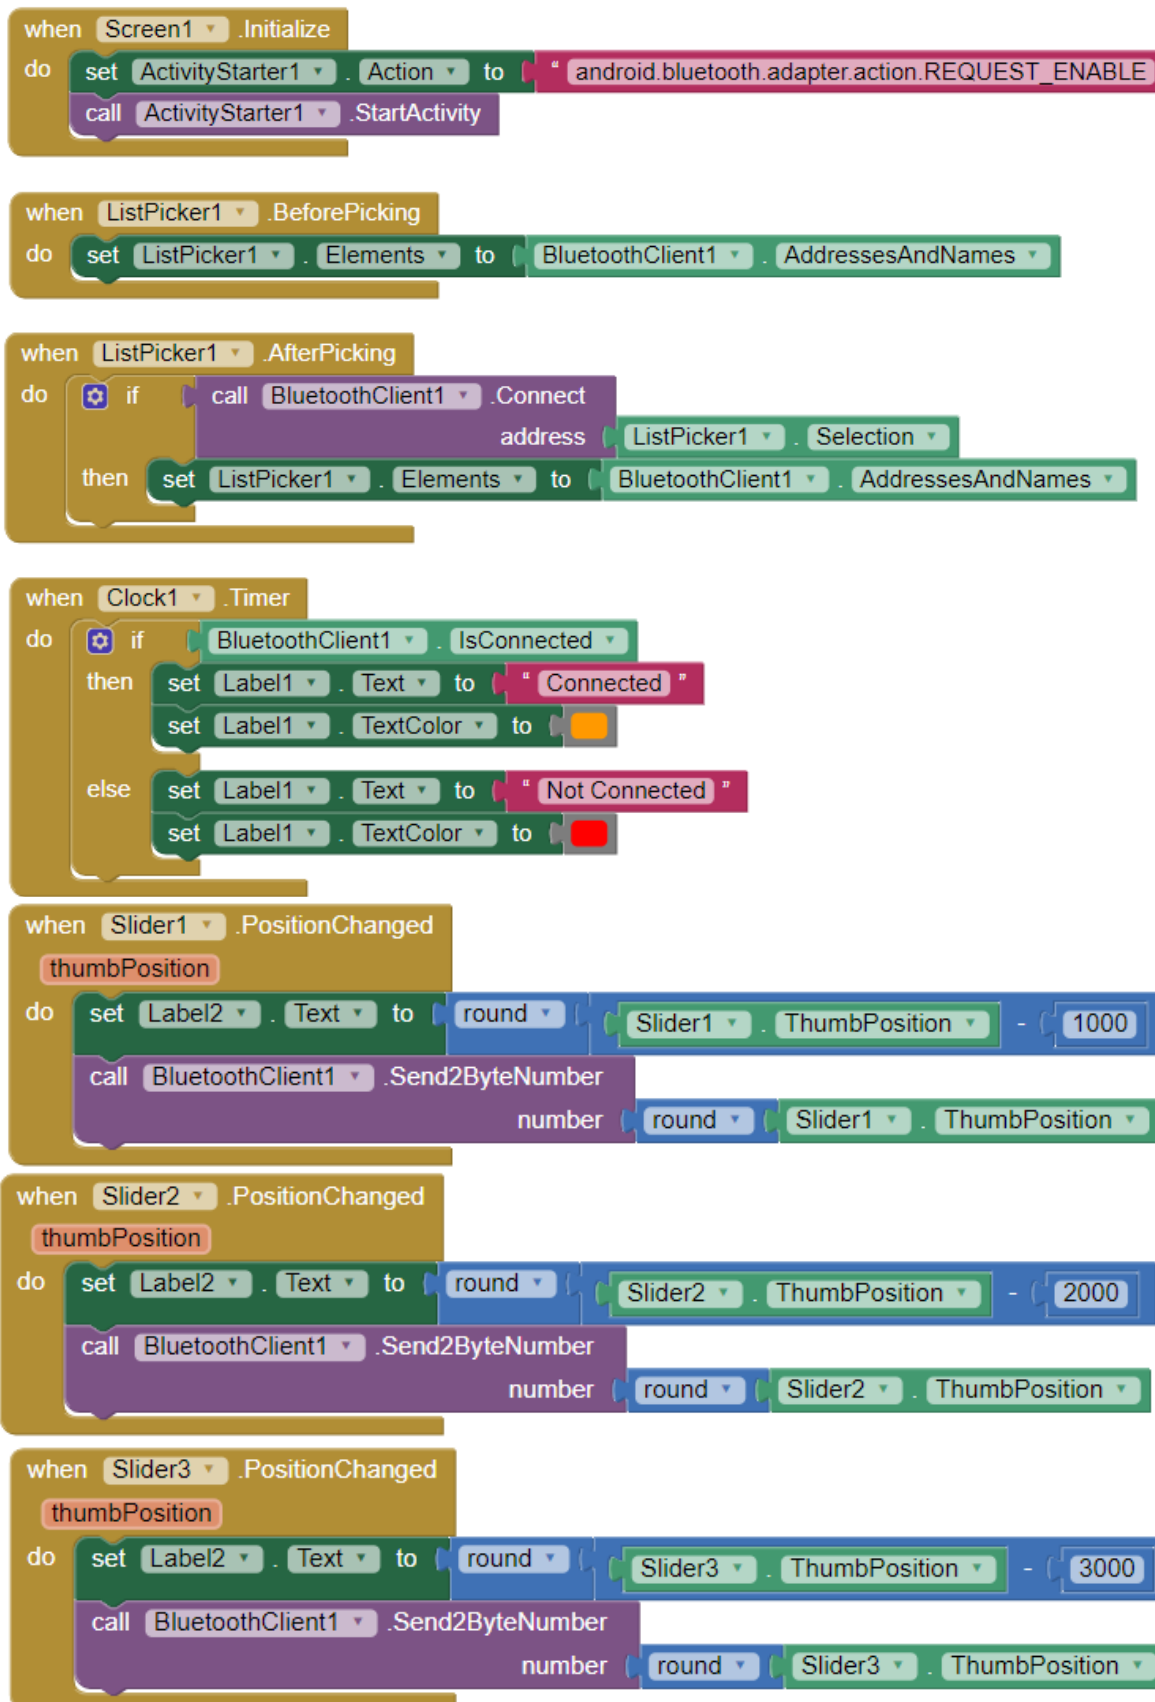 when Screen1 .Initialize
do set ActivityStarter1 . Action to “ android.bluetooth.adapter.action.REQUEST_ENABLE
call ActivityStarter1 .StartActivity
when ListPicker1 .BeforePicking
do set ListPicker1 . Elements to BluetoothClient1 . AddressesAndNames
when ListPicker1 .AfterPicking
do if call BluetoothClient1 .Connect
address ListPicker1 . Selection
then set ListPicker1 . Elements to BluetoothClient1 . AddressesAndNames
when Clock1 .Timer
do if BluetoothClient1 . IsConnected
then set Label1 . Text to “ Connected ”
set Label1 . TextColor to
else set Label1 . Text to “ Not Connected ”
set Label1 . TextColor to
when Slider1 .PositionChanged
thumbPosition
do set Label2 . Text to round Slider1 . ThumbPosition - 1000
call BluetoothClient1 .Send2ByteNumber
number round Slider1 . ThumbPosition
when Slider2 .PositionChanged
thumbPosition
do set Label2 . Text to round Slider2 . ThumbPosition - 2000
call BluetoothClient1 .Send2ByteNumber
number round Slider2 . ThumbPosition
when Slider3 .PositionChanged
thumbPosition
do set Label2 . Text to round Slider3 . ThumbPosition - 3000
call BluetoothClient1 .Send2ByteNumber
number round Slider3 . ThumbPosition